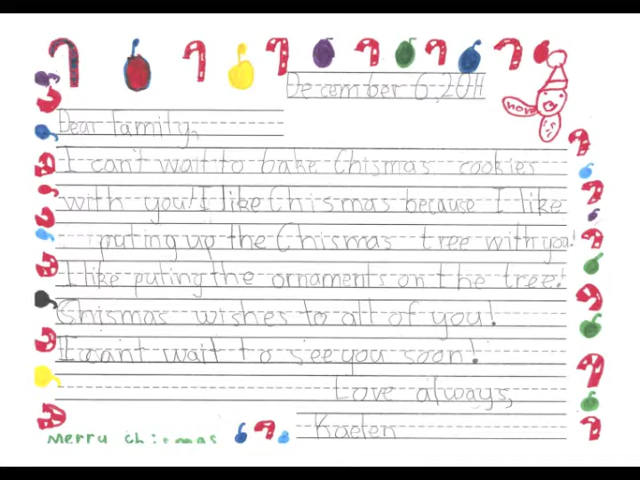 December 6, 2011
Dear Family,
I can't wait to bake Chismas cookies
with you! I like Chismas because I like
puting up the Chismas tree with you!
I like puting the ornaments on the tree!
Chismas wishes to all of you!
I can't wait to see you soon!
Love always,
Kaelen
Merry chismas